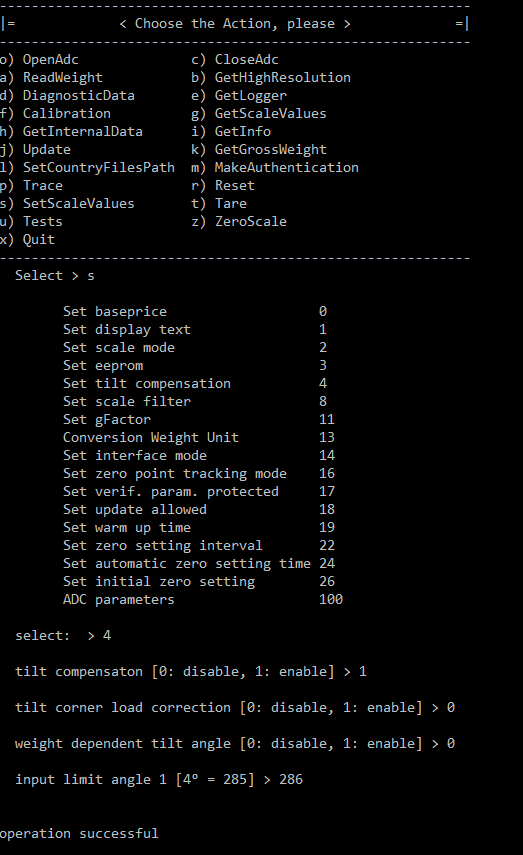 --------------------------------------------------------
|=             < Choose the Action, please >             =|
--------------------------------------------------------
o) OpenAdc              c) CloseAdc
a) ReadWeight           b) GetHighResolution
d) DiagnosticData       e) GetLogger
f) Calibration          g) GetScaleValues
h) GetInternalData      i) GetInfo
j) Update               k) GetGrossWeight
l) SetCountryFilesPath  m) MakeAuthentication
p) Trace                r) Reset
s) SetScaleValues       t) Tare
u) Tests                z) ZeroScale
x) Quit
--------------------------------------------------------
Select > s
Set baseprice                   0
Set display text                1
Set scale mode                  2
Set eeprom                      3
Set tilt compensation           4
Set scale filter                8
Set gFactor                     11
Conversion Weight Unit          13
Set interface mode              14
Set zero point tracking mode    16
Set verif. param. protected     17
Set update allowed              18
Set warm up time                19
Set zero setting interval       22
Set automatic zero setting time 24
Set initial zero setting        26
ADC parameters                  100
select:  > 4
tilt compensaton [0: disable, 1: enable] > 1
tilt corner load correction [0: disable, 1: enable] > 0
weight dependent tilt angle [0: disable, 1: enable] > 0
input limit angle 1 [4º = 285] > 286
operation successful